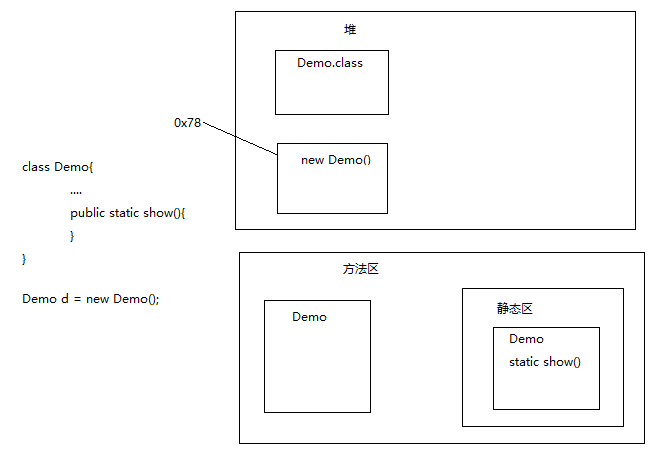 堆
Demo.class
0x78
new Demo()
class Demo{
....
public static show(){
}
}
Demo d = new Demo();
方法区
Demo
静态区
Demo
static show()